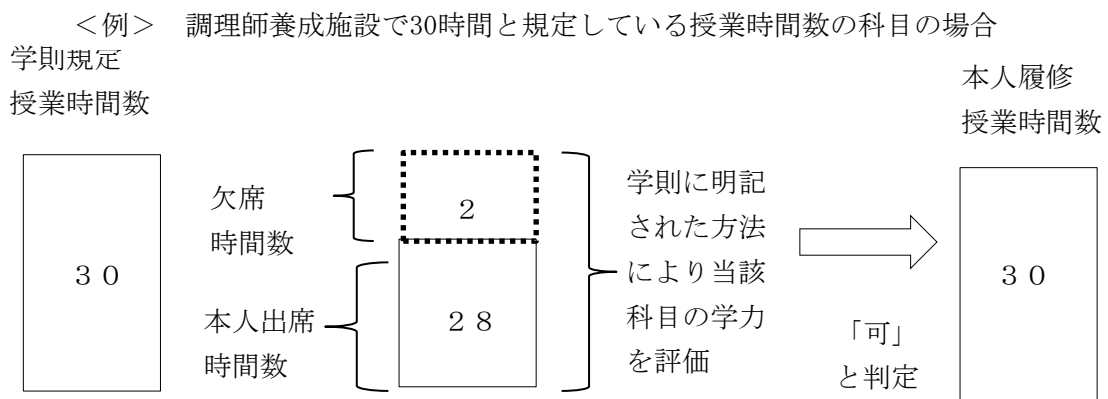 <例> 調理師養成施設で30時間と規定している授業時間数の科目の場合
学則規定
授業時間数
30
欠席
時間数
2
本人出席
時間数
28
学則に明記
された方法
により当該
科目の学力
を評価
「可」
と判定
本人履修
授業時間数
30